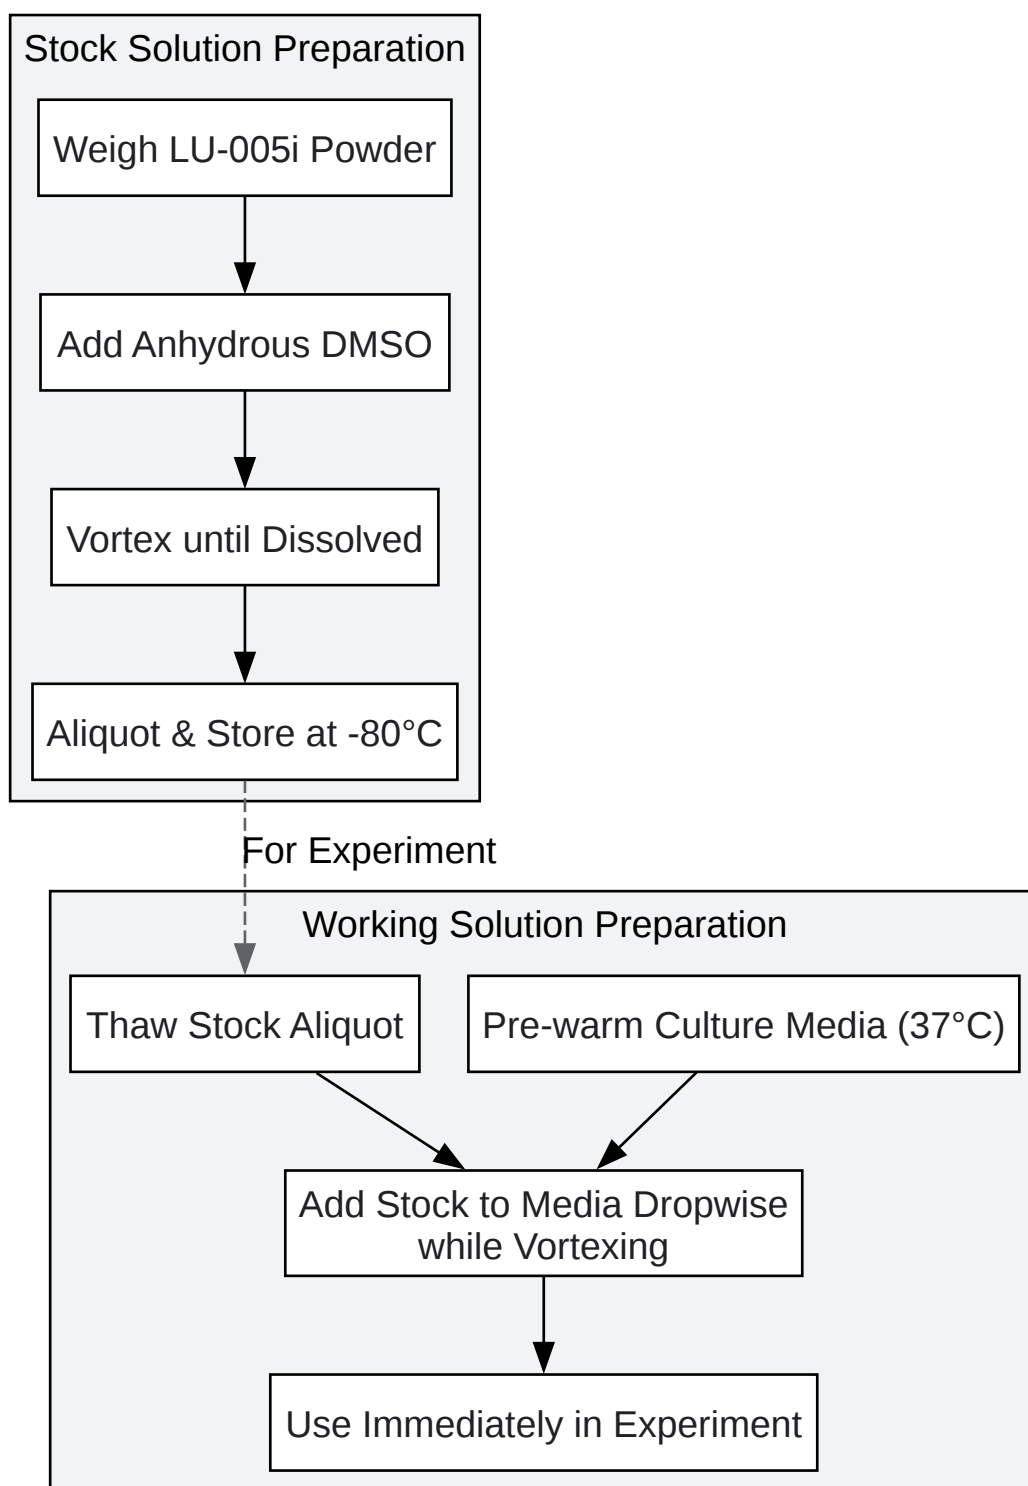 Stock Solution Preparation
Weigh LU-005i Powder
Add Anhydrous DMSO
Vortex until Dissolved
Aliquot & Store at -80°C
For Experiment
Working Solution Preparation
Thaw Stock Aliquot
Pre-warm Culture Media (37°C)
Add Stock to Media Dropwise
while Vortexing
Use Immediately in Experiment